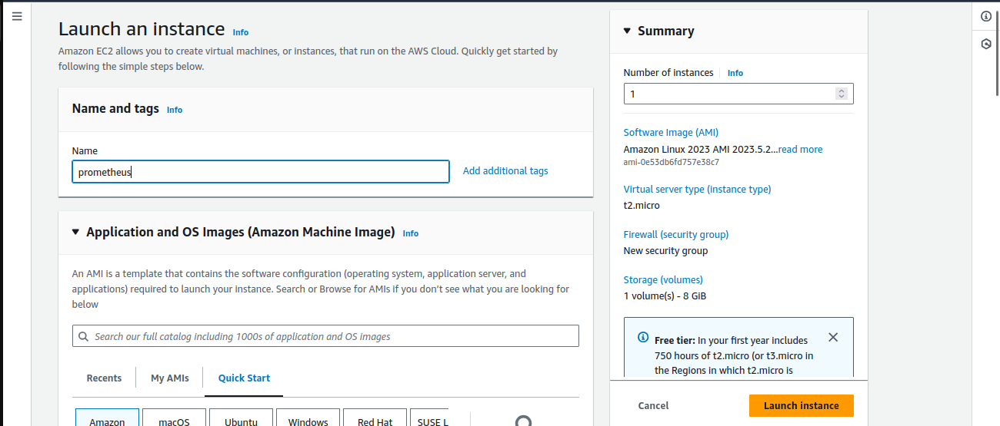 Launch an instance Info
Amazon EC2 allows you to create virtual machines, or instances, that run on the AWS Cloud. Quickly get started by
following the simple steps below.
Name and tags Info
Name
prometheus
Add additional tags
Application and OS Images (Amazon Machine Image) Info
An AMI is a template that contains the software configuration (operating system, application server, and
applications) required to launch your instance. Search or Browse for AMIs if you don't see what you are looking for
below
Search our full catalog including 1000s of application and OS images
Recents
My AMIs
Quick Start
Amazon
macOS
Ubuntu
Windows
Red Hat
SUSE L
Summary
Number of instances Info
1
Software Image (AMI)
Amazon Linux 2023 AMI 2023.5.2...read more
ami-0e53db6fd757e38c7
Virtual server type (instance type)
t2.micro
Firewall (security group)
New security group
Storage (volumes)
1 volume(s) - 8 GiB
Free tier: In your first year includes
750 hours of t2.micro (or t3.micro in
the Regions in which t2.micro is
Cancel
Launch instance